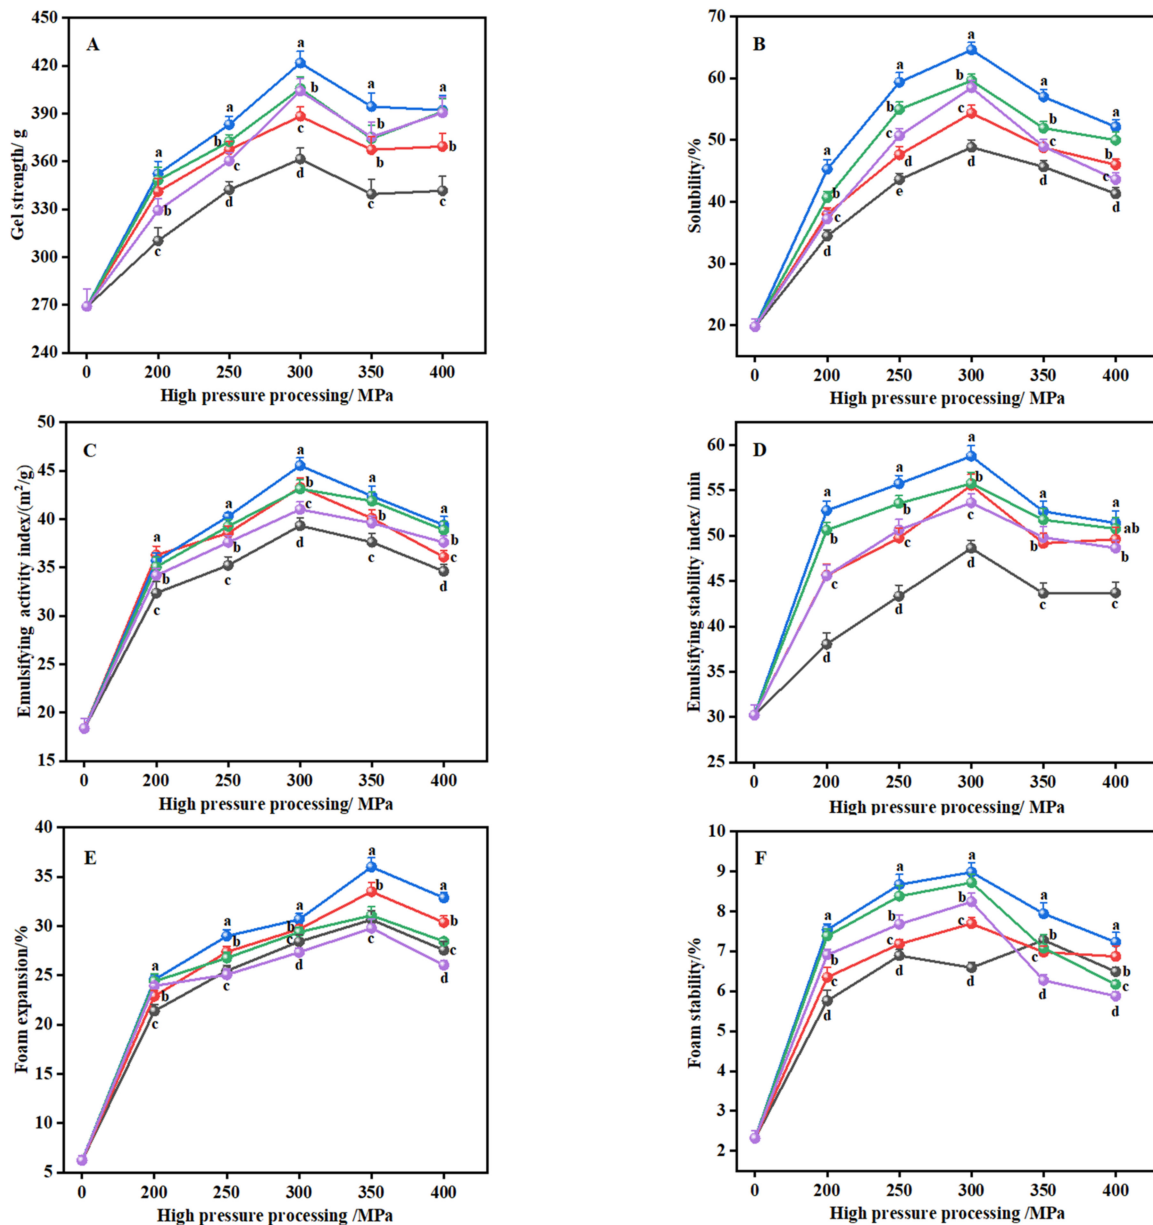 A
Gel strength/ g
450
420
390
360
330
300
270
240
a
a
a
b
a
b
b
a
b
c
c
b
b
d
d
c
c
c
0 200 250 300 350 400
High pressure processing/ MPa
B
Solubility/%
70
60
50
40
30
20
a
a
b
a
b
c
a
c
b
a
b
c
d
d
b
c
c
e
d
d
d
0 200 250 300 350 400
High pressure processing/ MPa
C
Emulsifying activity index/(m²/g)
50
45
40
35
30
25
20
15
a
a
b
a
c
a
a
b
b
d
b
b
c
c
c
c
d
0 200 250 300 350 400
High pressure processing/ MPa
D
Emulsifying stability index/ min
60
55
50
45
40
35
30
25
a
a
a
b
b
c
a
a
ab
b
c
b
b
c
d
d
c
c
d
0 200 250 300 350 400
High pressure processing/ MPa
E
Foam expansion/(u/%
40
35
30
25
20
15
10
5
a
b
a
a
a
b
b
b
c
c
a
c
c
d
b
c
d
0 200 250 300 350 400
High pressure processing /MPa
F
Foam stability/%
10
9
8
7
6
5
4
3
2
a
a
b
a
c
a
b
a
b
c
c
c
b
c
d
d
d
d
d
0 200 250 300 350 400
High pressure processing /MPa